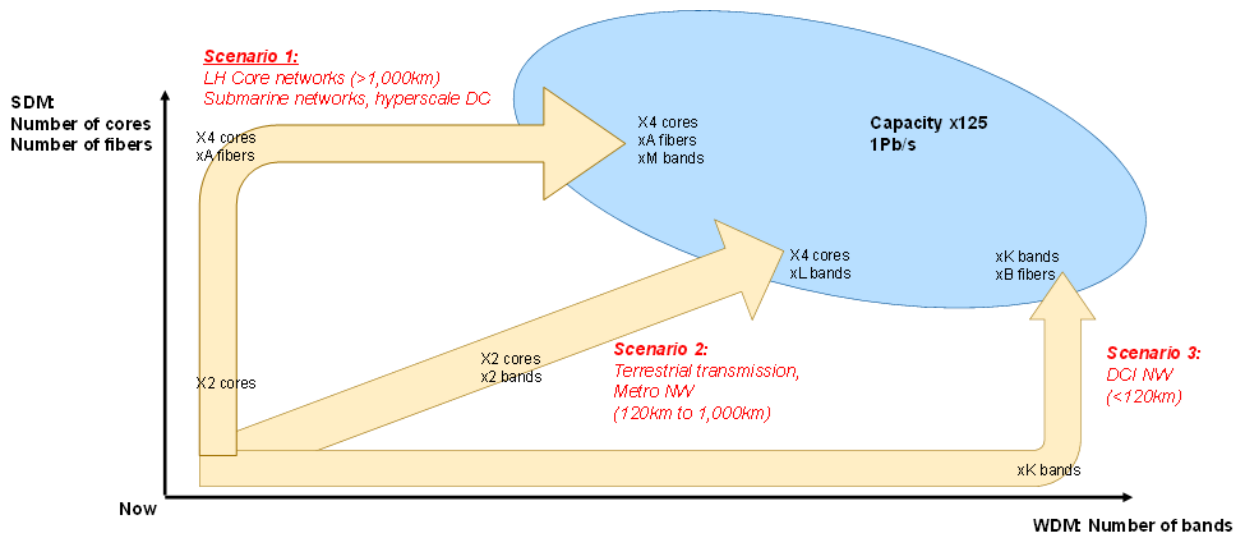 Scenario 1:
LH Core networks (>1,000km)
Submarine networks, hyperscale DC
SDM:
Number of cores
Number of fibers
X4 cores
xA fibers
X4 cores
xA fibers
xM bands
Capacity x125
1Pb/s
X4 cores
xL bands
xK bands
xB fibers
X2 cores
x2 bands
Scenario 2:
Terrestrial transmission,
Metro NW
(120km to 1,000km)
Scenario 3:
DCI NW
(<120km)
X2 cores
xK bands
Now
WDM: Number of bands